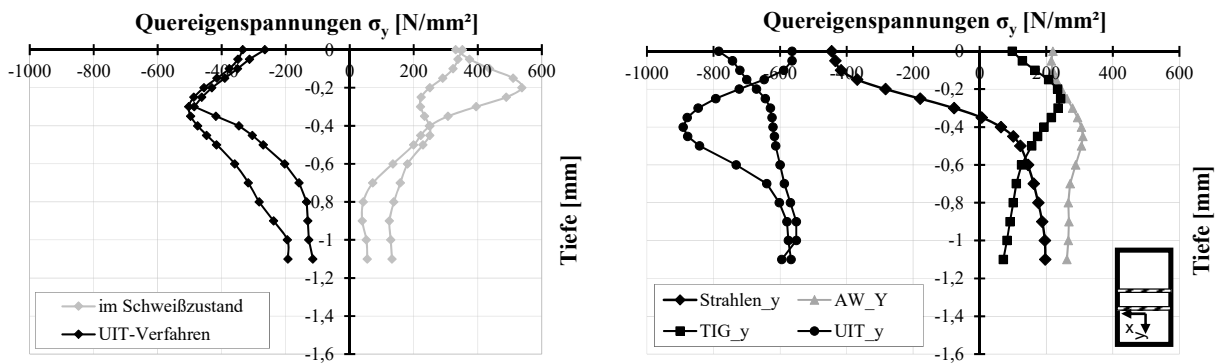 Quereigenspannungen σy [N/mm²]
-1000 -800 -600 -400 -200 0 200 400 600
0
-0,2
-0,4
-0,6
-0,8
-1
-1,2
-1,4
-1,6
Tiefe [mm]
im Schweißzustand
UIT-Verfahren
Quereigenspannungen σy [N/mm²]
-1000 -800 -600 -400 -200 0 200 400 600
0
-0,2
-0,4
-0,6
-0,8
-1
-1,2
-1,4
-1,6
Tiefe [mm]
Strahlen_y AW_Y
TIG_y UIT_y
x y